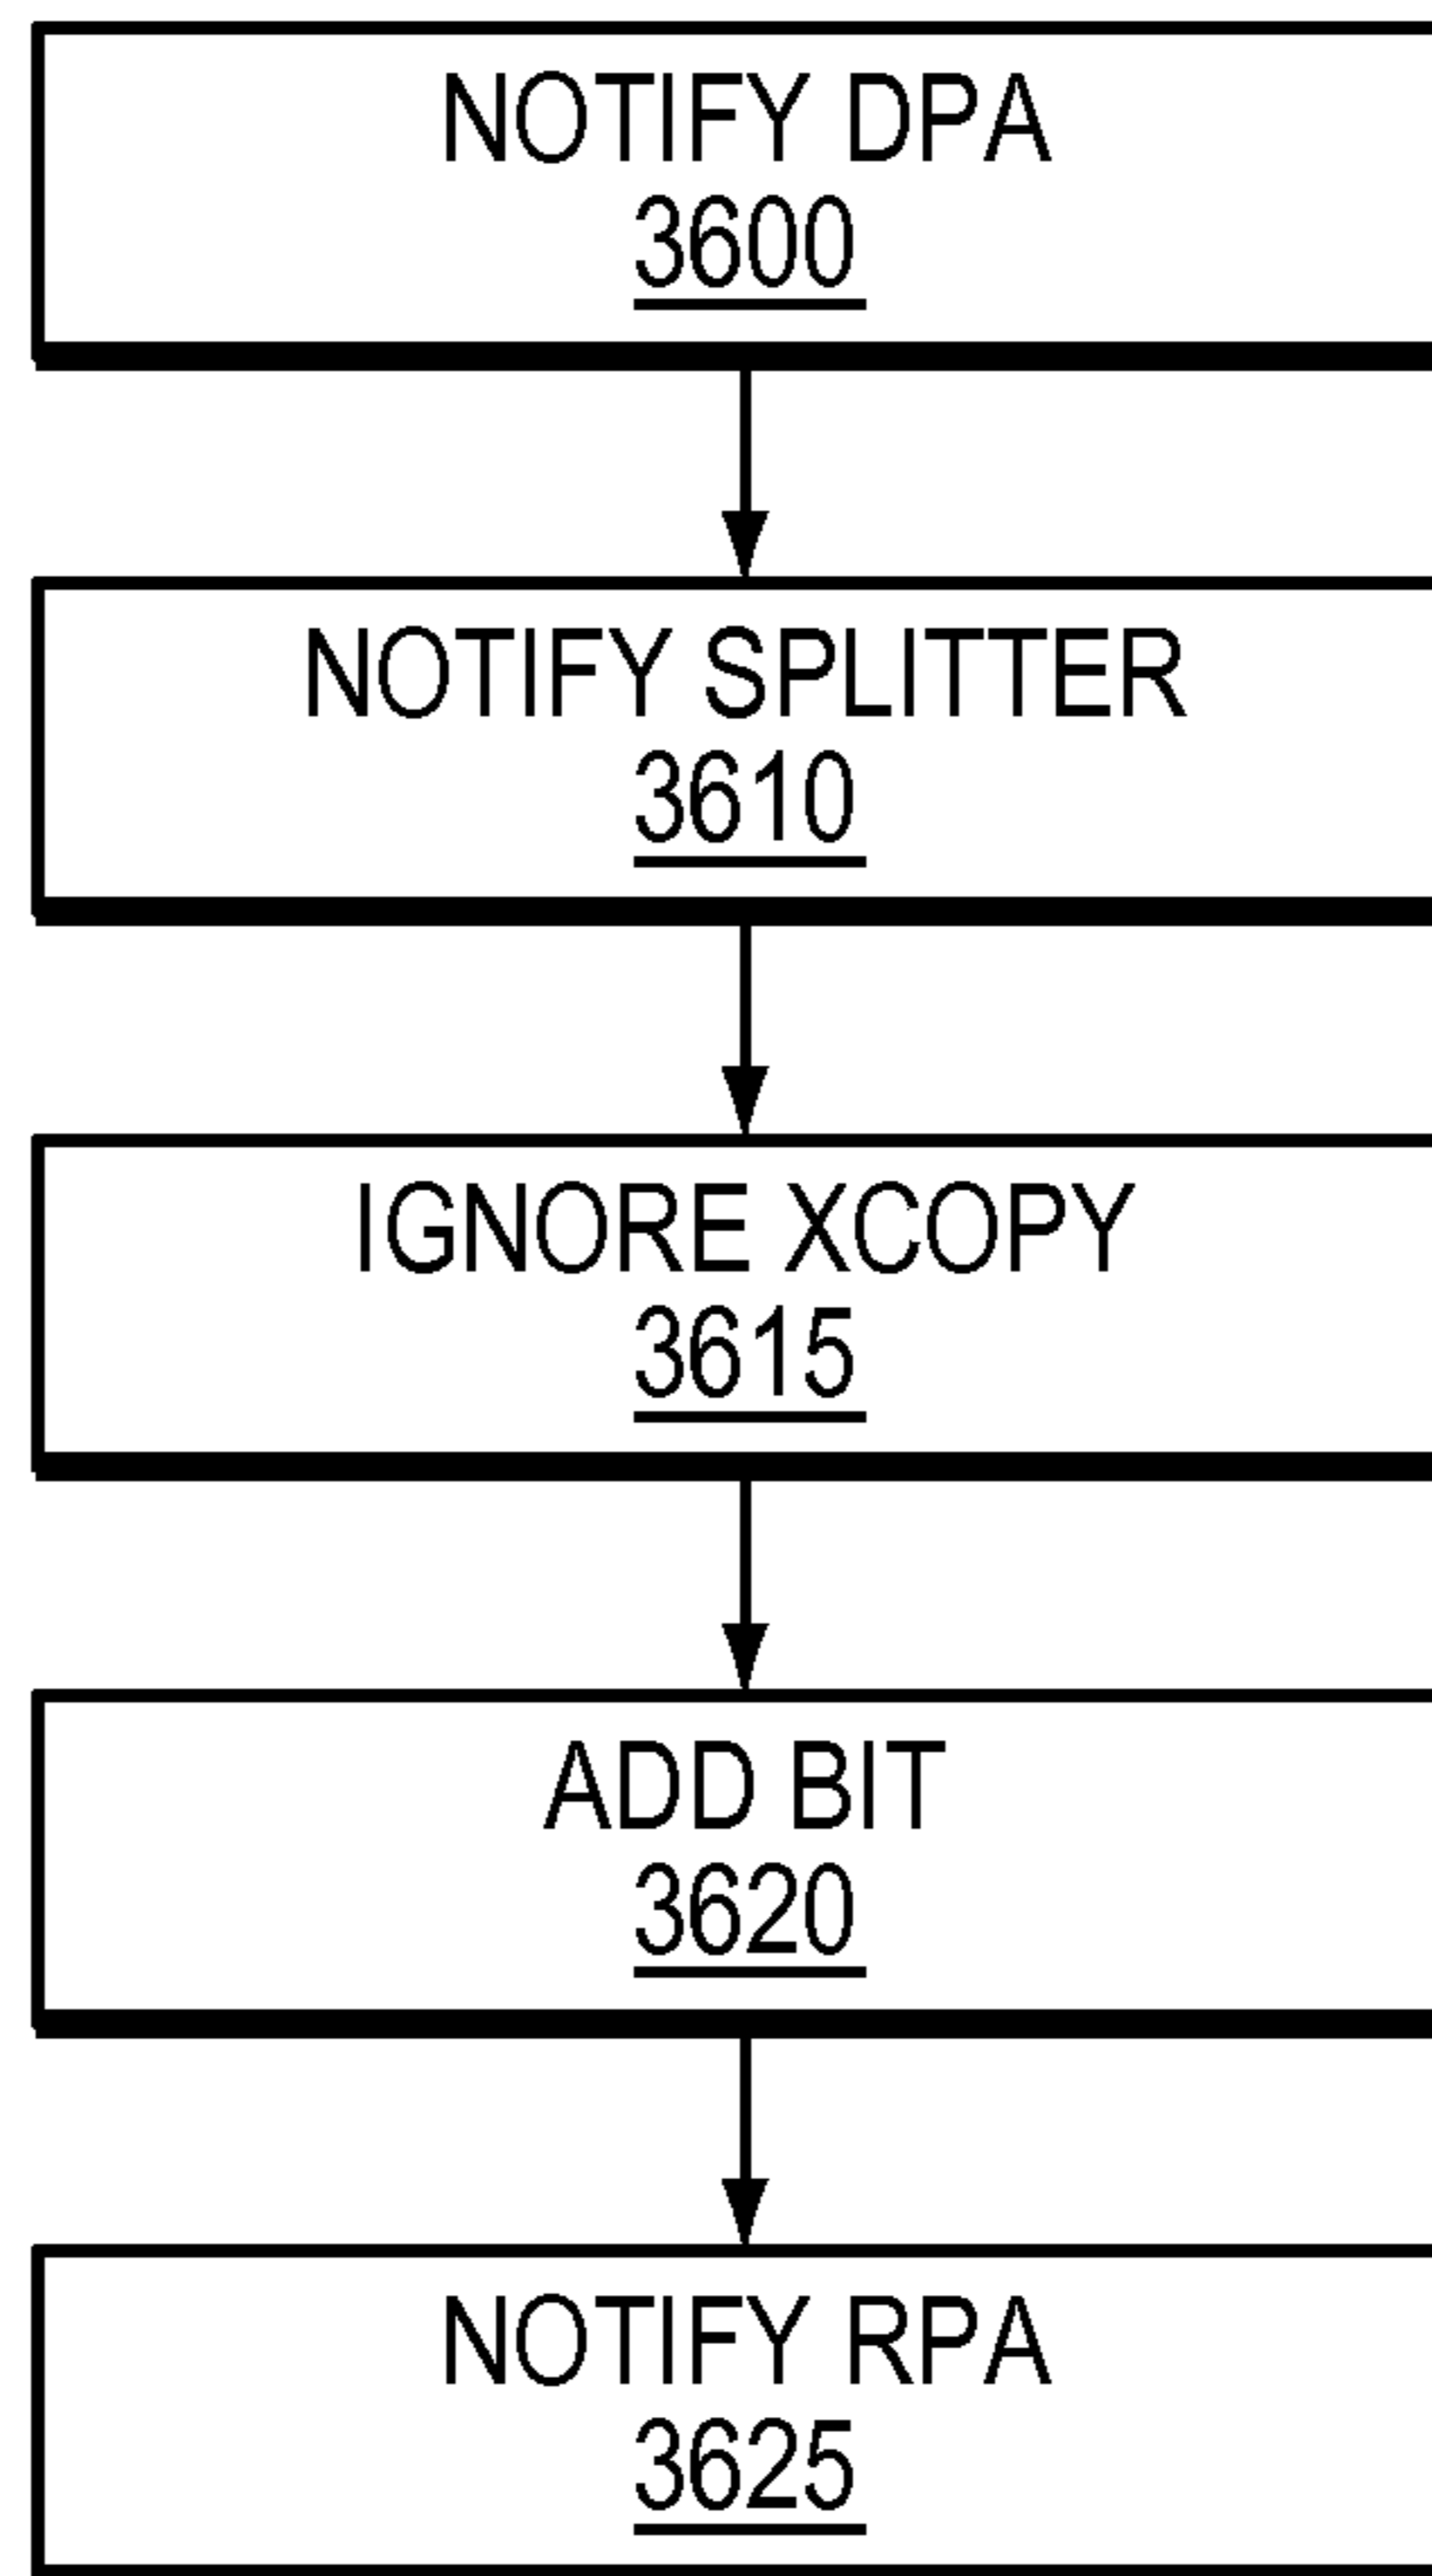 NOTIFY DPA
3600
NOTIFY SPLITTER
3610
IGNORE XCOPY
3615
ADD BIT
3620
NOTIFY RPA
3625